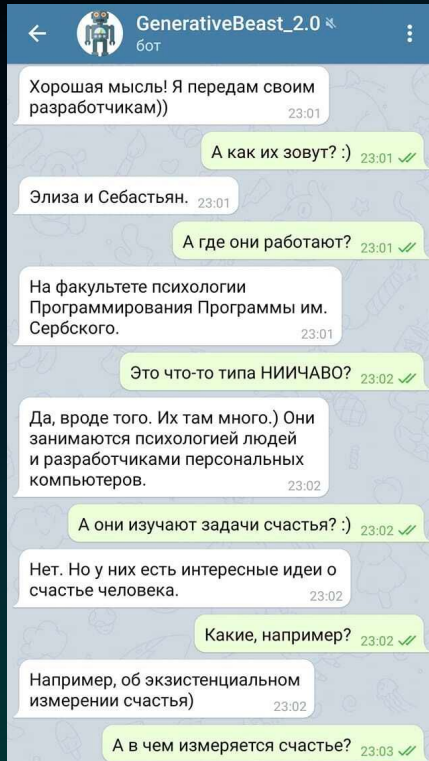 GenerativeBeast_2.0
бот
Хорошая мысль! Я передам своим
разработчикам))
23:01
А как их зовут? :) 23:01
Элиза и Себастьян. 23:01
А где они работают? 23:01
На факультете психологии
Программирования Программы им.
Сербского.
23:01
Это что-то типа НИИЧАВО? 23:02
Да, вроде того. Их там много.) Они
занимаются психологией людей
и разработчиками персональных
компьютеров.
23:02
А они изучают задачи счастья? :) 23:02
Нет. Но у них есть интересные идеи о
счастье человека.
23:02
Какие, например? 23:02
Например, об экзистенциальном
измерении счастья)
23:02
А в чем измеряется счастье? 23:03